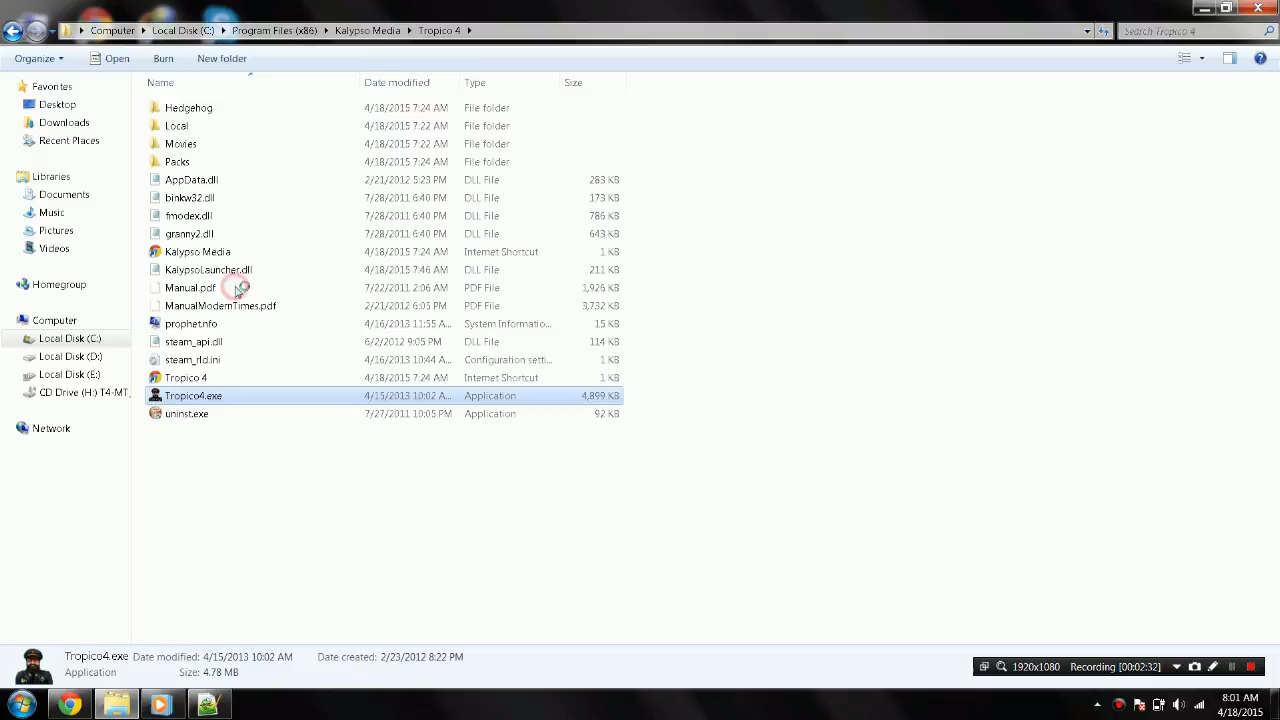 Computer ▸ Local Disk (C:) ▸ Program Files (x86) ▸ Kalypso Media ▸ Tropico 4 ▸ Search Tropico 4
Organize Open Burn New folder
Name Date modified Type Size
Favorites
Desktop
Downloads
Recent Places
Libraries
Documents
Music
Pictures
Videos
Homegroup
Computer
Local Disk (C:)
Local Disk (D:)
Local Disk (E:)
CD Drive (H:) T4-MT
Network
Hedgehog 4/18/2015 7:24 AM File folder
Local 4/18/2015 7:22 AM File folder
Movies 4/18/2015 7:22 AM File folder
Packs 4/18/2015 7:24 AM File folder
AppData.dll 2/21/2012 5:23 PM DLL File 283 KB
binkw32.dll 7/28/2011 6:40 PM DLL File 173 KB
fmodex.dll 7/28/2011 6:40 PM DLL File 786 KB
granny2.dll 7/28/2011 6:40 PM DLL File 643 KB
Kalypso Media 4/18/2015 7:24 AM Internet Shortcut 1 KB
KalypsoLauncher.dll 4/18/2015 7:46 AM DLL File 211 KB
Manual.pdf 7/22/2011 2:06 AM PDF File 1,926 KB
ManualModernTimes.pdf 2/21/2012 6:05 PM PDF File 3,732 KB
prophet.nfo 4/16/2013 11:55 A... System Informatio... 15 KB
steam_api.dll 6/2/2012 9:05 PM DLL File 114 KB
steam_rld.ini 4/16/2013 10:44 A... Configuration setti... 1 KB
Tropico 4 4/18/2015 7:24 AM Internet Shortcut 1 KB
Tropico4.exe 4/15/2013 10:02 A... Application 4,899 KB
uninst.exe 7/27/2011 10:05 PM Application 92 KB
Tropico4.exe Date modified: 4/15/2013 10:02 AM Date created: 2/23/2012 8:22 PM
Application Size: 4.78 MB
1920x1080 Recording [00:02:32]
8:01 AM
4/18/2015